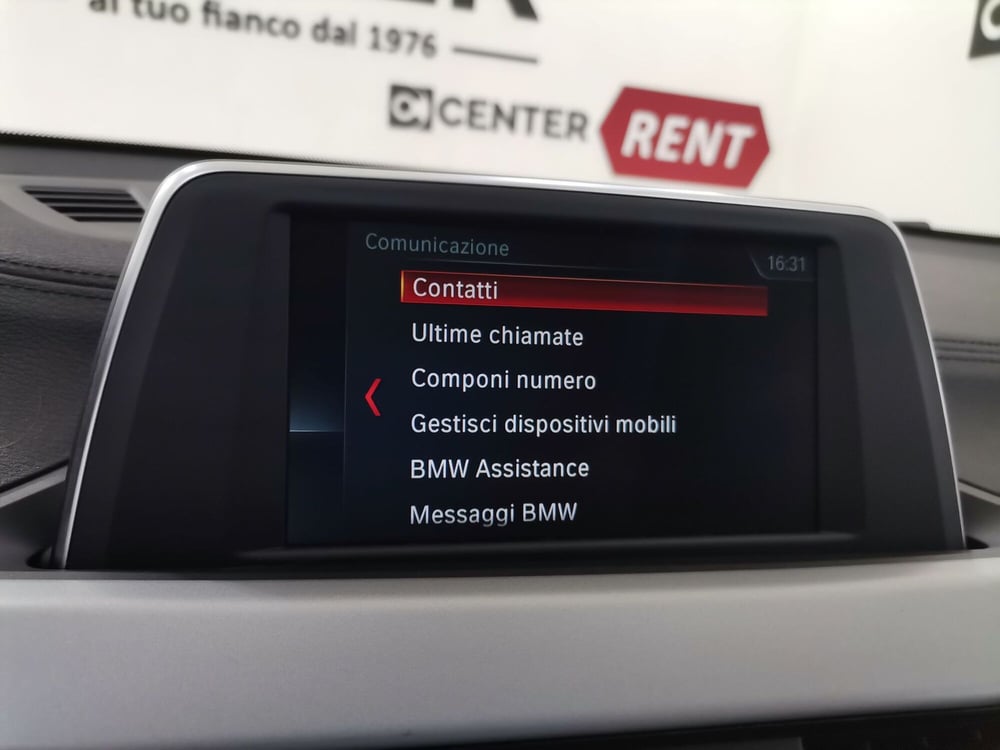 al tuo fianco dal 1976
CENTER RENT
Comunicazione
16:31
Contatti
Ultime chiamate
Componi numero
Gestisci dispositivi mobili
BMW Assistance
Messaggi BMW